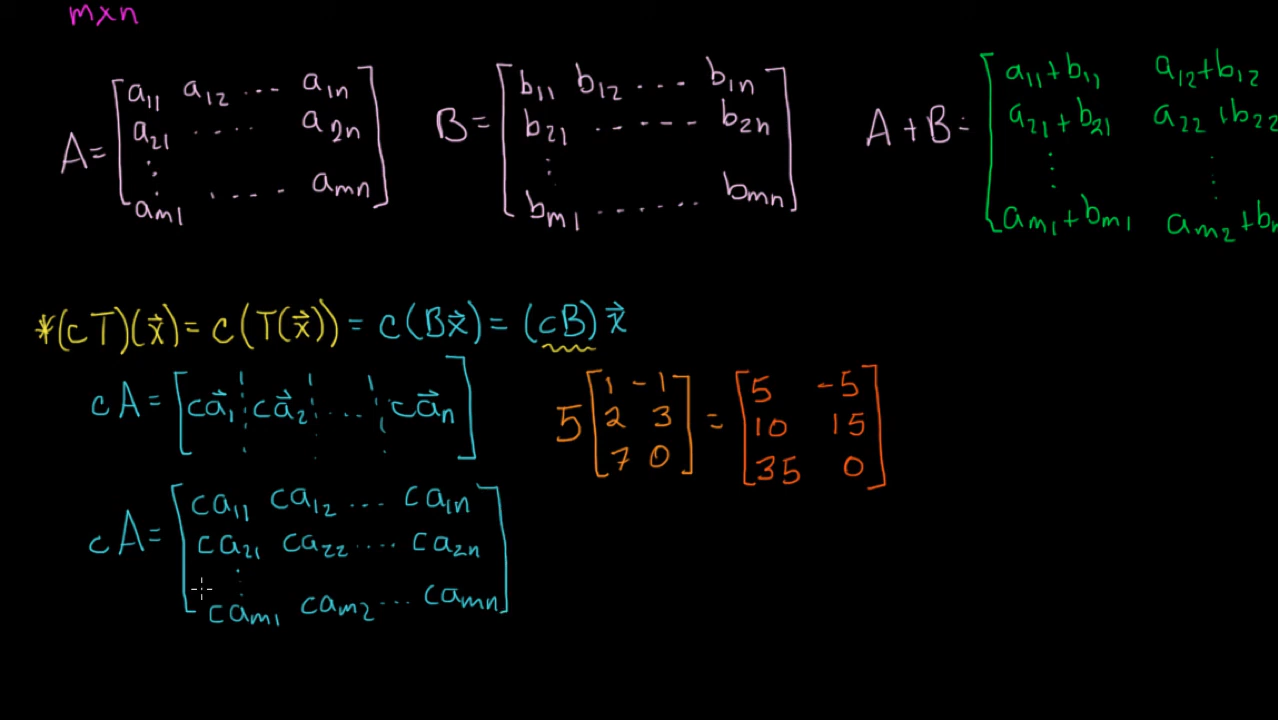 m×n
A = [a₁₁ a₁₂ ... a₁ₙ
a₂₁ .... a₂ₙ
⋮
aₘ₁ .... aₘₙ]
B = [b₁₁ b₁₂ .... b₁ₙ
b₂₁ ...... b₂ₙ
⋮
bₘ₁ ....... bₘₙ]
A + B = [a₁₁+b₁₁ a₁₂+b₁₂
a₂₁+b₂₁ a₂₂+b₂₂
⋮ ⋮
aₘ₁+bₘ₁ aₘ₂+b
*(cT)(x⃗) = c(T(x⃗)) = c(Bx⃗) = (cB)x⃗
cA = [ca⃗₁ ¦ ca⃗₂ ¦ ... ¦ ca⃗ₙ]
5 [1 -1
2 3
7 0] = [5 -5
10 15
35 0]
cA = [ca₁₁ ca₁₂ ... ca₁ₙ
ca₂₁ ca₂₂ .... ca₂ₙ
⋮
caₘ₁ caₘ₂ ... caₘₙ]